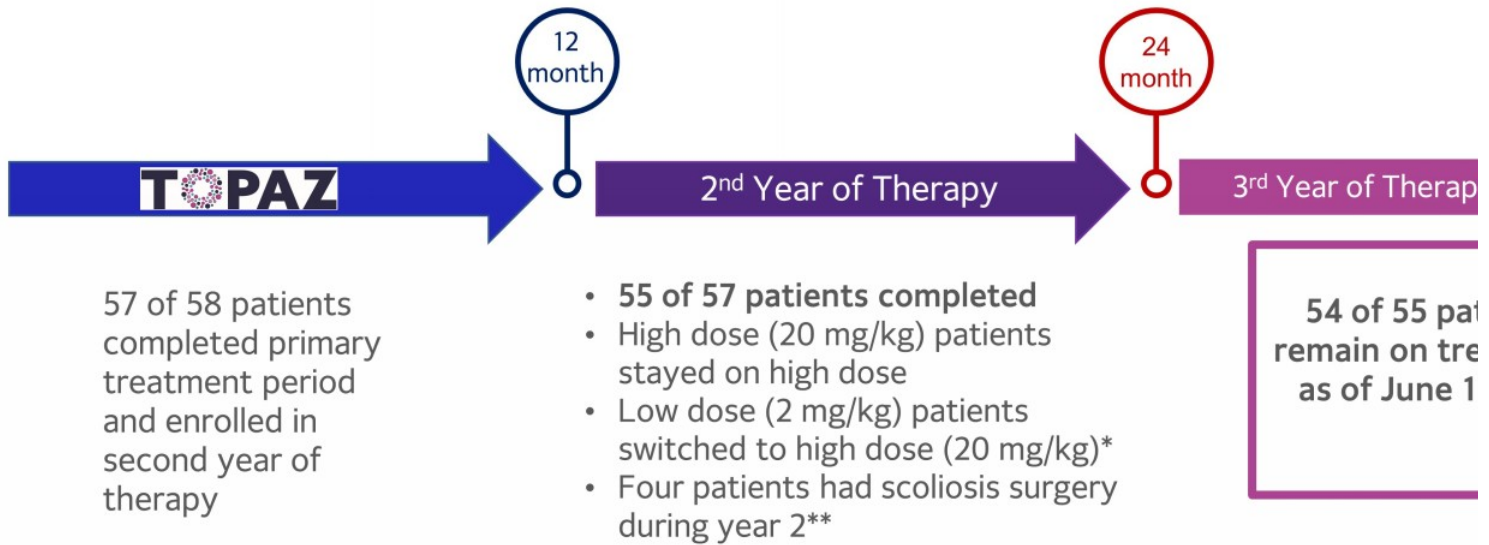 12
month
24
month
TOPAZ
2nd Year of Therapy
3rd Year of Therap
57 of 58 patients
completed primary
treatment period
and enrolled in
second year of
therapy
• 55 of 57 patients completed
• High dose (20 mg/kg) patients
stayed on high dose
• Low dose (2 mg/kg) patients
switched to high dose (20 mg/kg)*
• Four patients had scoliosis surgery
during year 2**
54 of 55 pat
remain on tre
as of June 1